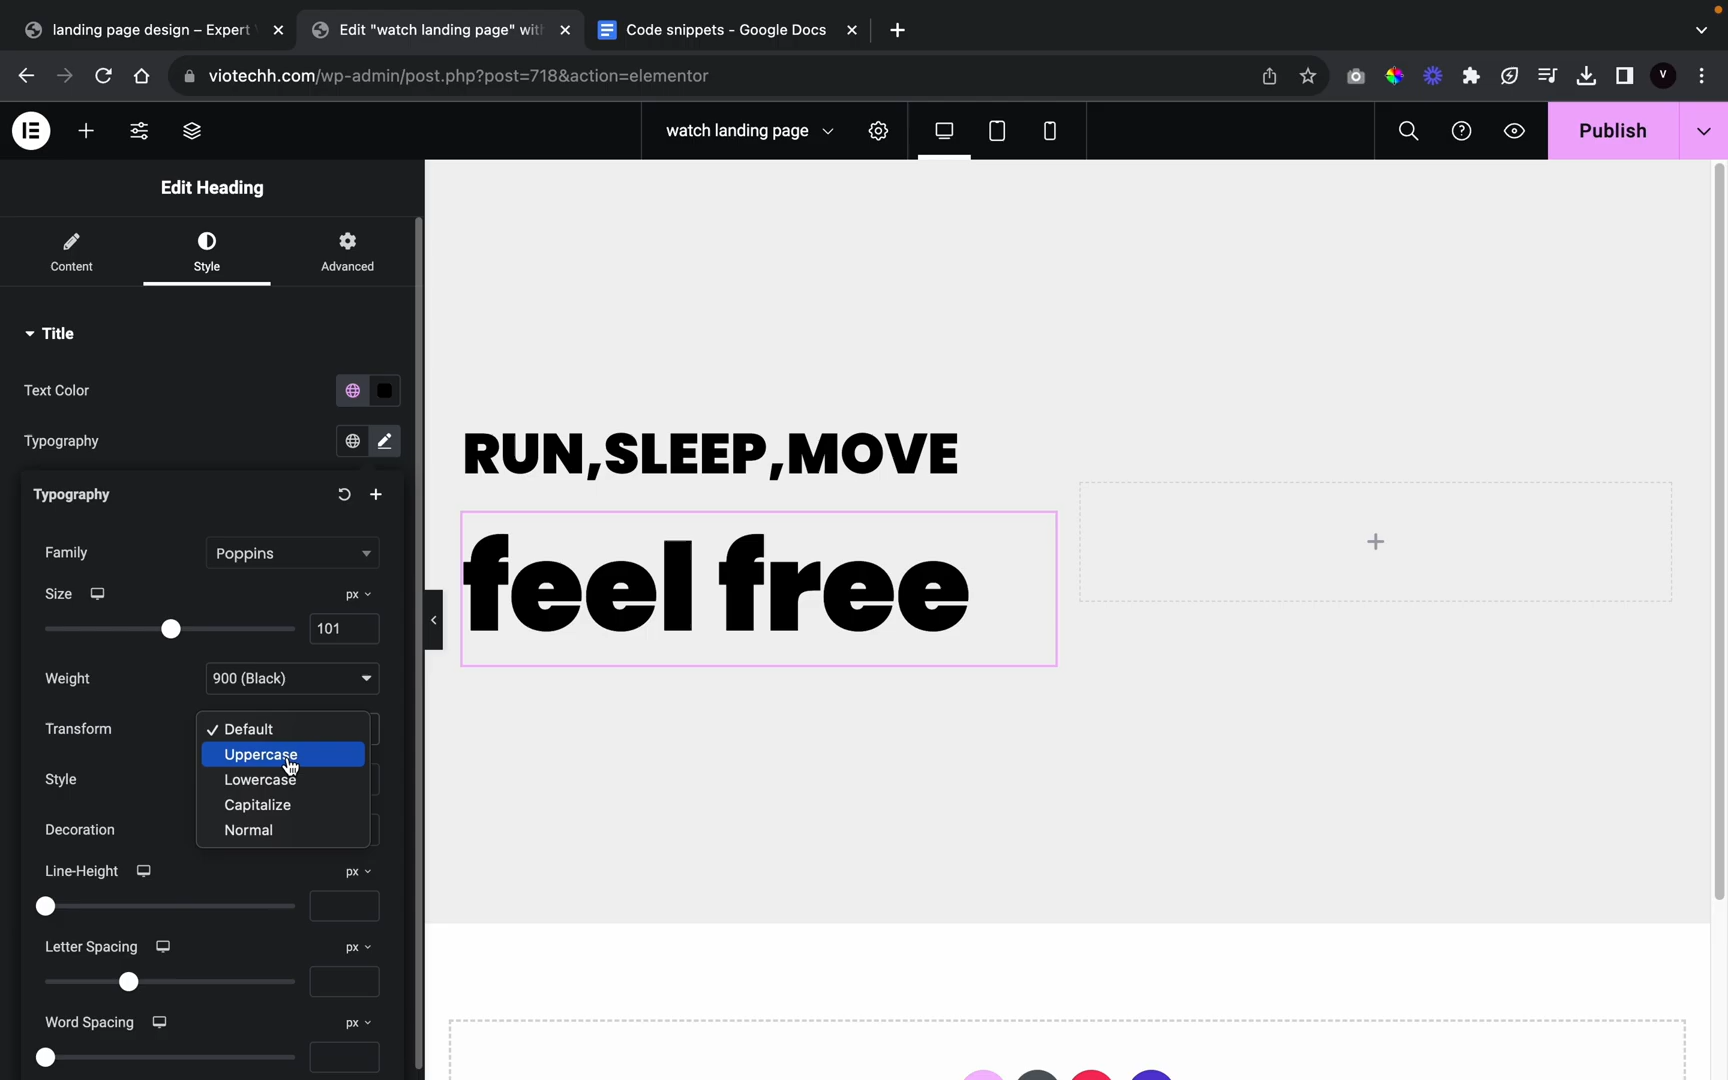 landing page design – Expert
Edit "watch landing page" wit
Code snippets - Google Docs
viotechh.com/wp-admin/post.php?post=718&action=elementor
V
watch landing page
Publish
Edit Heading
Content
Style
Advanced
Title
Text Color
Typography
Typography
Family
Poppins
Size
px
101
Weight
900 (Black)
Transform
Default
Uppercase
Lowercase
Capitalize
Normal
Style
Decoration
Line-Height
px
Letter Spacing
px
Word Spacing
px
RUN,SLEEP,MOVE
feel free